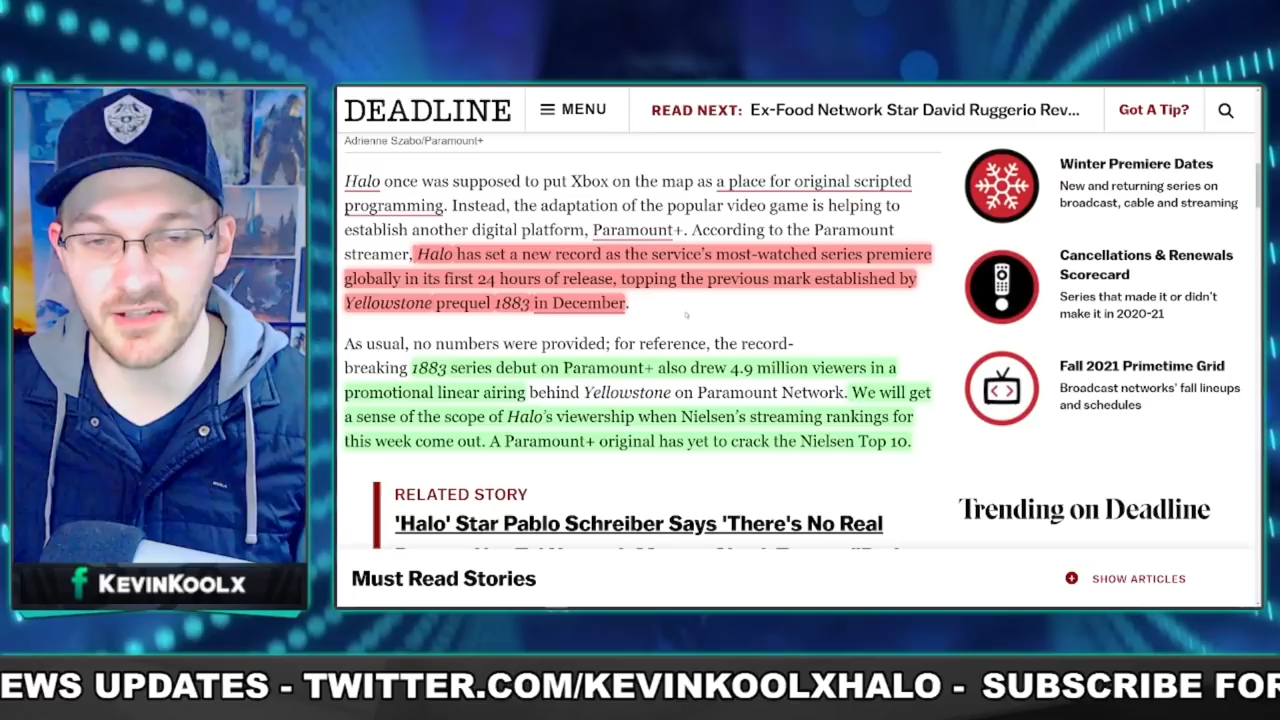 DEADLINE
MENU
READ NEXT: Ex-Food Network Star David Ruggerio Rev...
Got A Tip?
Adrienne Szabo/Paramount+
Halo once was supposed to put Xbox on the map as a place for original scripted
programming. Instead, the adaptation of the popular video game is helping to
establish another digital platform, Paramount+. According to the Paramount
streamer, Halo has set a new record as the service's most-watched series premiere
globally in its first 24 hours of release, topping the previous mark established by
Yellowstone prequel 1883 in December.
As usual, no numbers were provided; for reference, the record-
breaking 1883 series debut on Paramount+ also drew 4.9 million viewers in a
promotional linear airing behind Yellowstone on Paramount Network. We will get
a sense of the scope of Halo's viewership when Nielsen's streaming rankings for
this week come out. A Paramount+ original has yet to crack the Nielsen Top 10.
RELATED STORY
'Halo' Star Pablo Schreiber Says 'There's No Real
Must Read Stories
SHOW ARTICLES
Winter Premiere Dates
New and returning series on
broadcast, cable and streaming
Cancellations & Renewals
Scorecard
Series that made it or didn't
make it in 2020-21
Fall 2021 Primetime Grid
Broadcast networks' fall lineups
and schedules
Trending on Deadline
f KEVINKOOLX
EWS UPDATES - TWITTER.COM/KEVINKOOLXHALO - SUBSCRIBE FOR